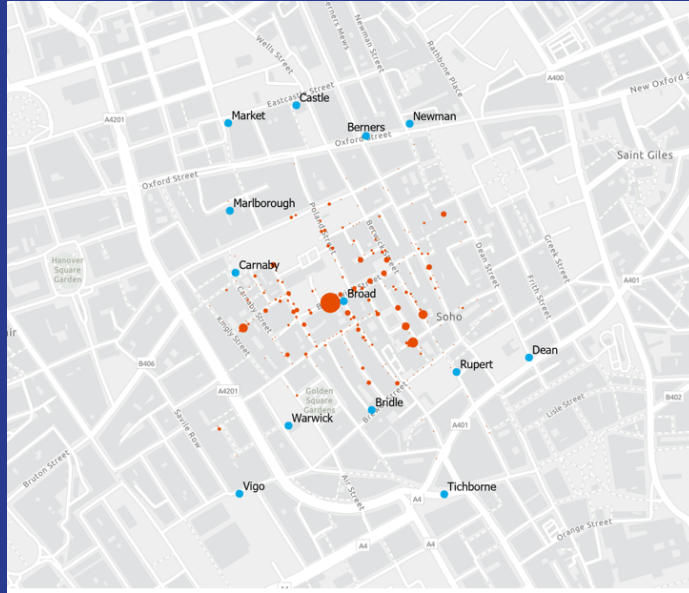 Berners Mews
Newman Street
Wells Street
Rathbone Place
A400
New Oxford S
Eastcastle Street
Castle
A4201
Market
Berners
Newman
Oxford Street
Saint Giles
Oxford Street
Marlborough
Poland Street
Berwick Street
Dean Street
Greek Street
Frith Street
Hanover
Square
Garden
Carnaby
Carnaby Street
Kingly Street
A401
Broad
Soho
air
B406
Dean
Rupert
A4201
Golden
Square
Gardens
Bridle
B402
Lisle Street
Savile Row
Warwick
A401
Bruton Street
Vigo
Air Street
Tichborne
A4
A4
A4
Orange Street